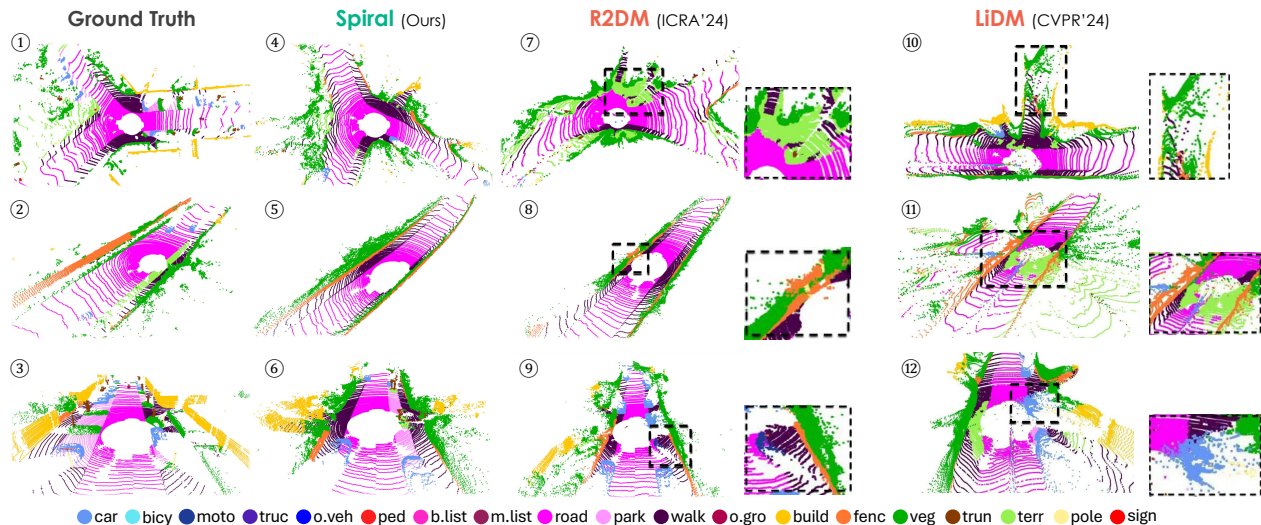 Ground Truth
Spiral (Ours)
R2DM (ICRA'24)
LiDM (CVPR'24)
① ④ ⑦ ⑩
② ⑤ ⑧ ⑪
③ ⑥ ⑨ ⑫
car bicy moto truc o.veh ped b.list m.list road park walk o.gro build fenc veg trun terr pole sign